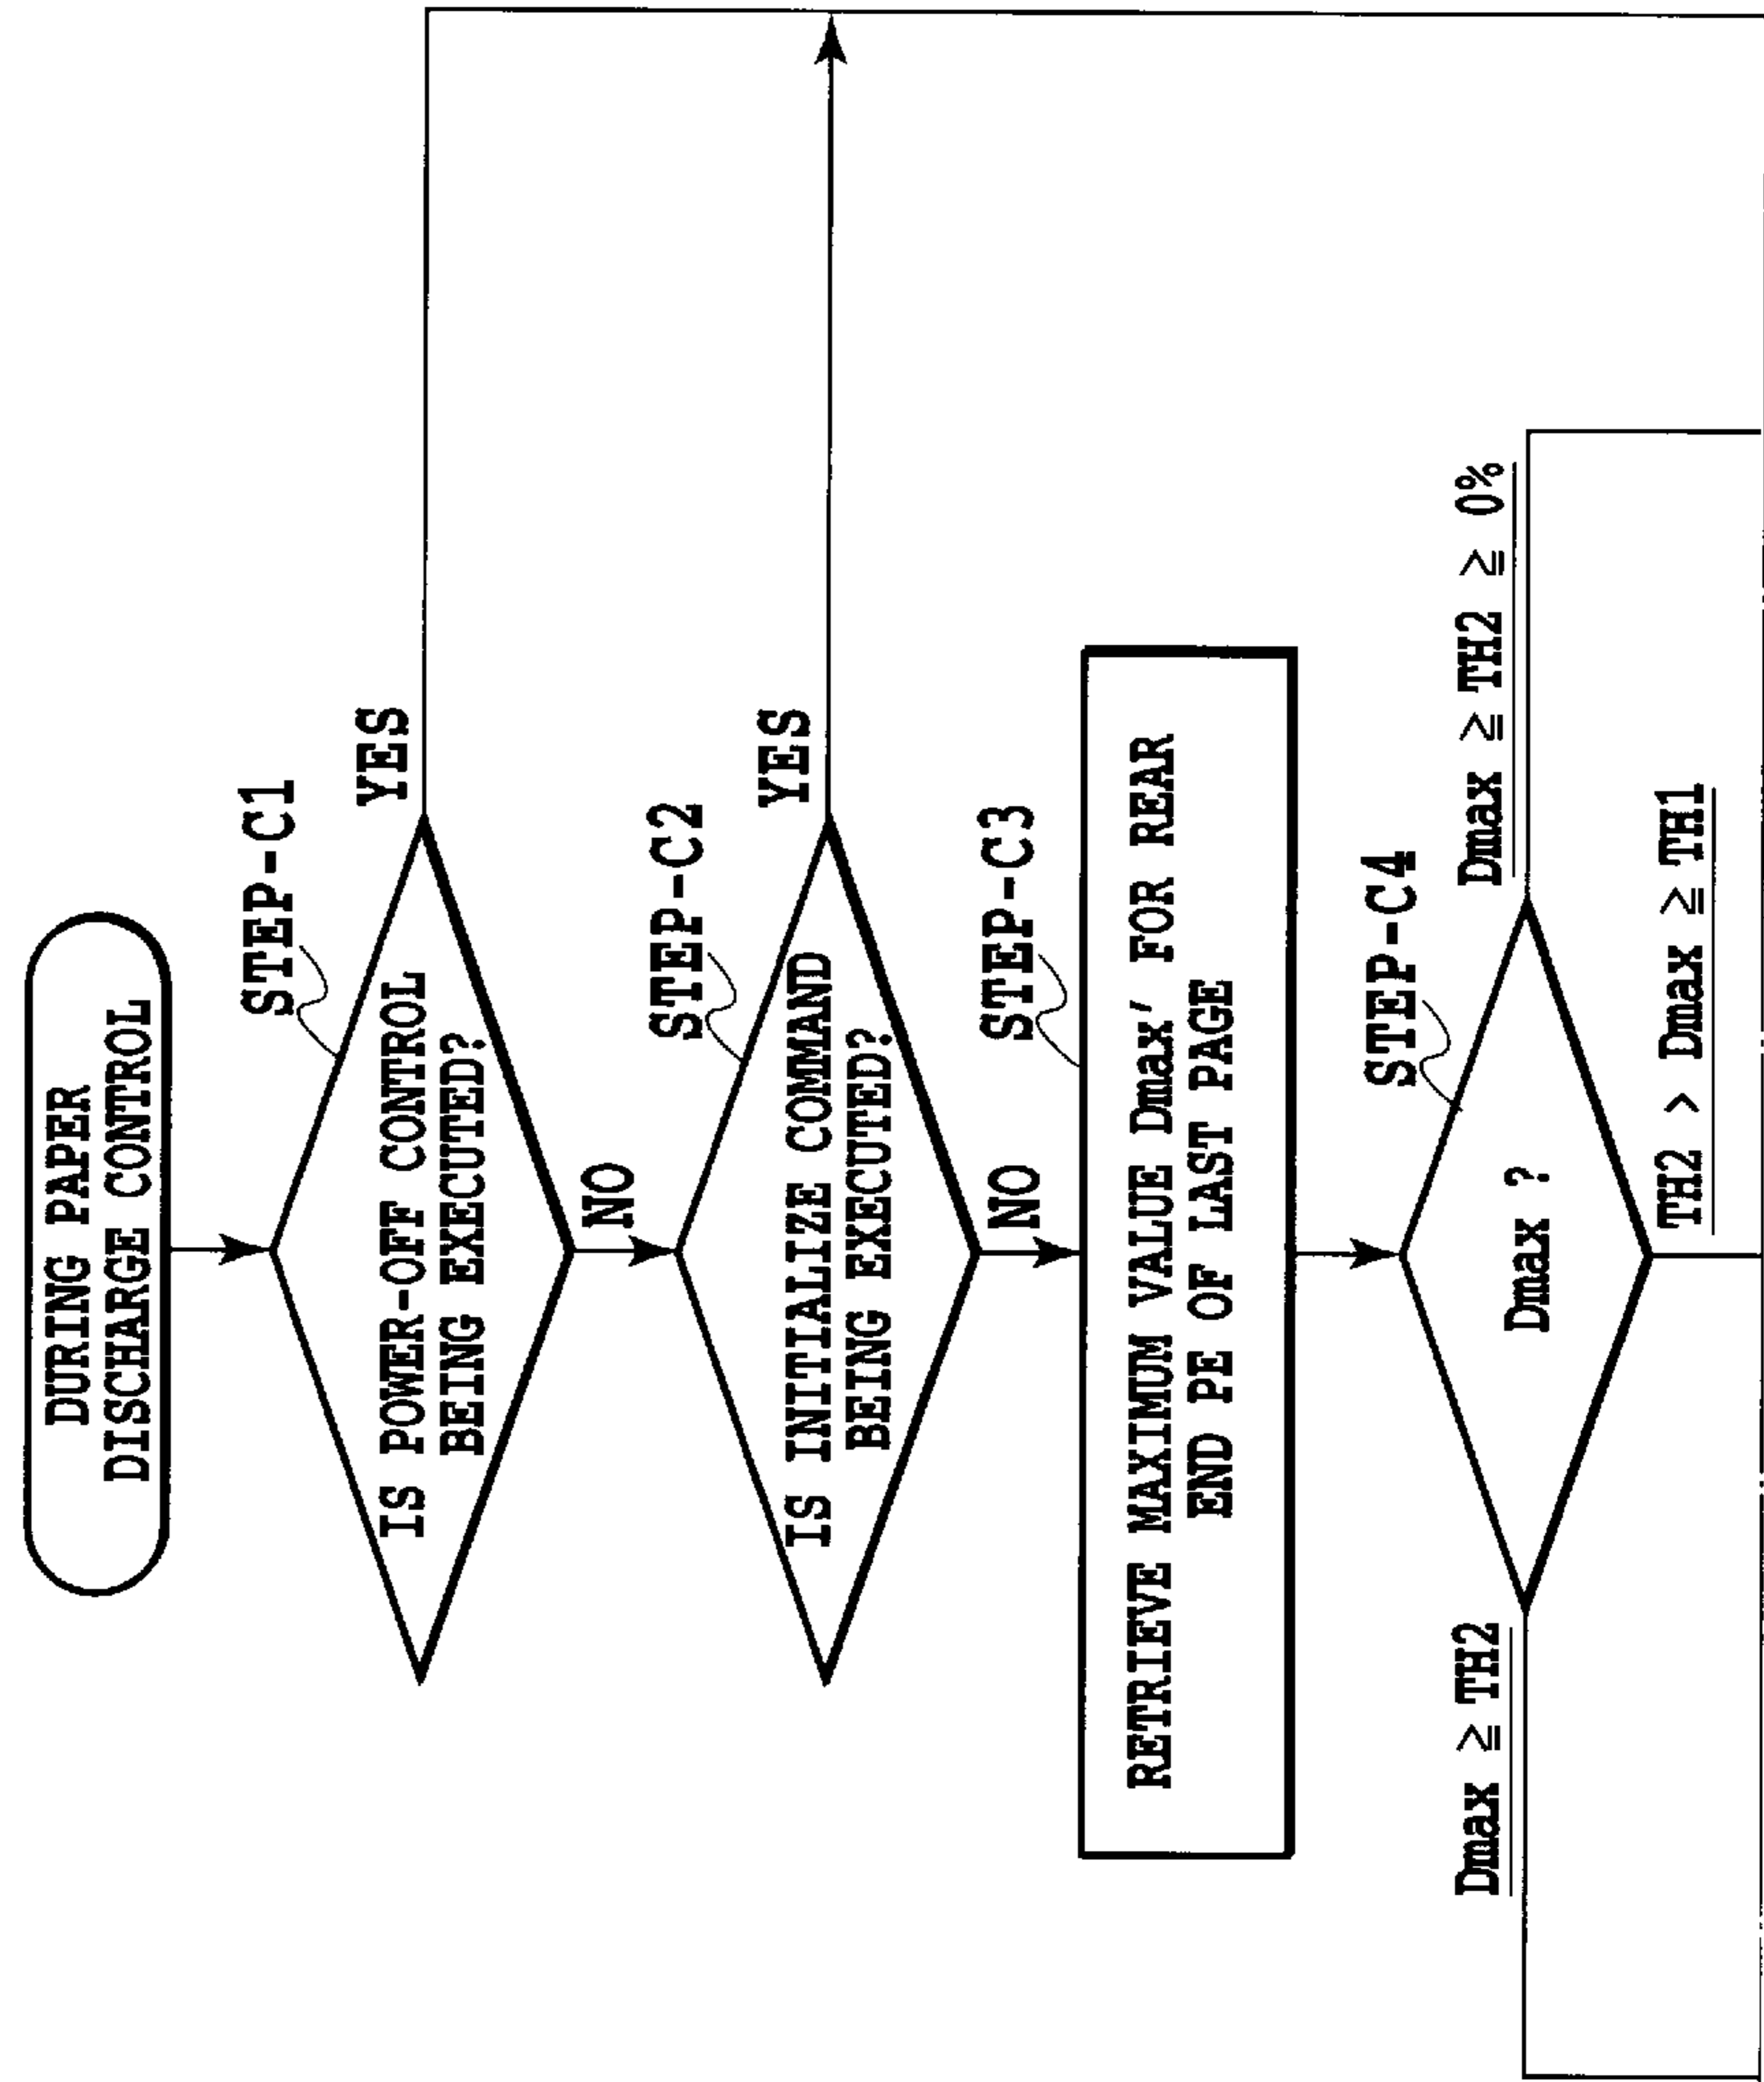 DURING PAPER
DISCHARGE CONTROL
STEP-C1
IS POWER-OFF CONTROL
BEING EXECUTED?
YES
NO
STEP-C2
IS INITIALIZE COMMAND
BEING EXECUTED?
YES
NO
STEP-C3
RETRIEVE MAXIMUM VALUE Dmax' FOR REAR
END PE OF LAST PAGE
STEP-C4
Dmax ?
Dmax ≧ TH2
Dmax ≧ TH2 ≧ 0%
TH2 > Dmax ≧ TH1